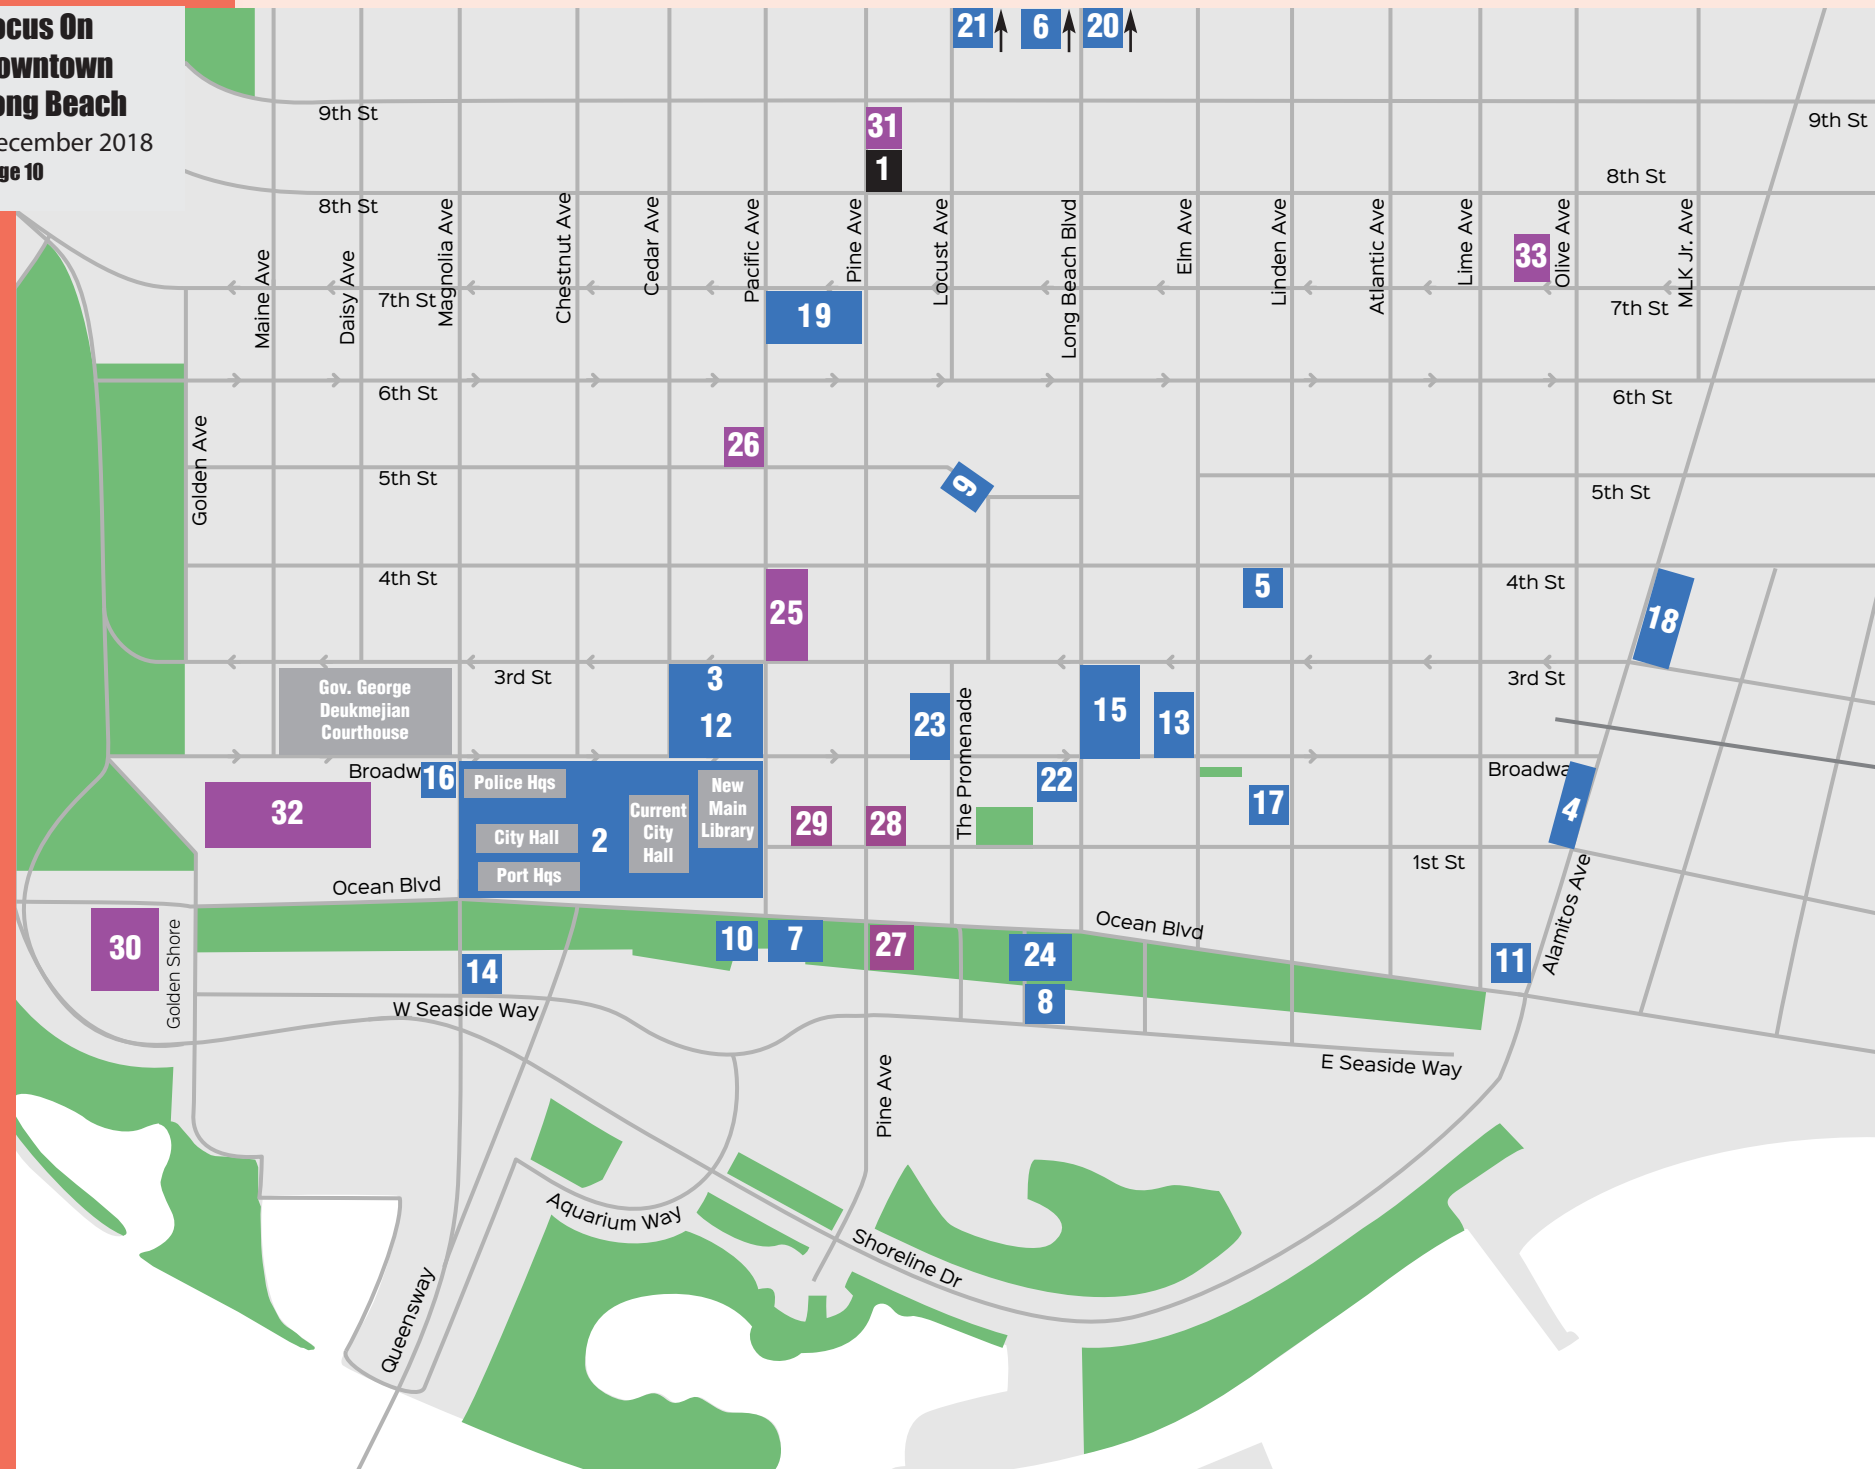 ocus On
owntown
ong Beach
ecember 2018
ge 10
21
6
20
9th St
9th St
31
1
8th St
8th St
Maine Ave
Daisy Ave
Magnolia Ave
Chestnut Ave
Cedar Ave
Pacific Ave
Pine Ave
Locust Ave
Long Beach Blvd
Elm Ave
Linden Ave
Atlantic Ave
Lime Ave
33
Olive Ave
MLK Jr. Ave
7th St
7th St
19
6th St
6th St
Golden Ave
26
5th St
9
5th St
4th St
4th St
25
5
18
3rd St
3rd St
Gov. George
Deukmejian
Courthouse
3
12
23
The Promenade
15
13
Broadw
16
Police Hqs
New
Main
Library
Current
City
Hall
City Hall
2
Port Hqs
32
29
28
22
17
Broadwa
4
1st St
Ocean Blvd
Ocean Blvd
Alamitos Ave
30
Golden Shore
10
7
27
24
8
11
14
W Seaside Way
E Seaside Way
Pine Ave
Aquarium Way
Shoreline Dr
Queensway